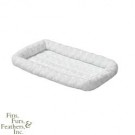 Fins,
Furs,
Feathers,
& Inc.